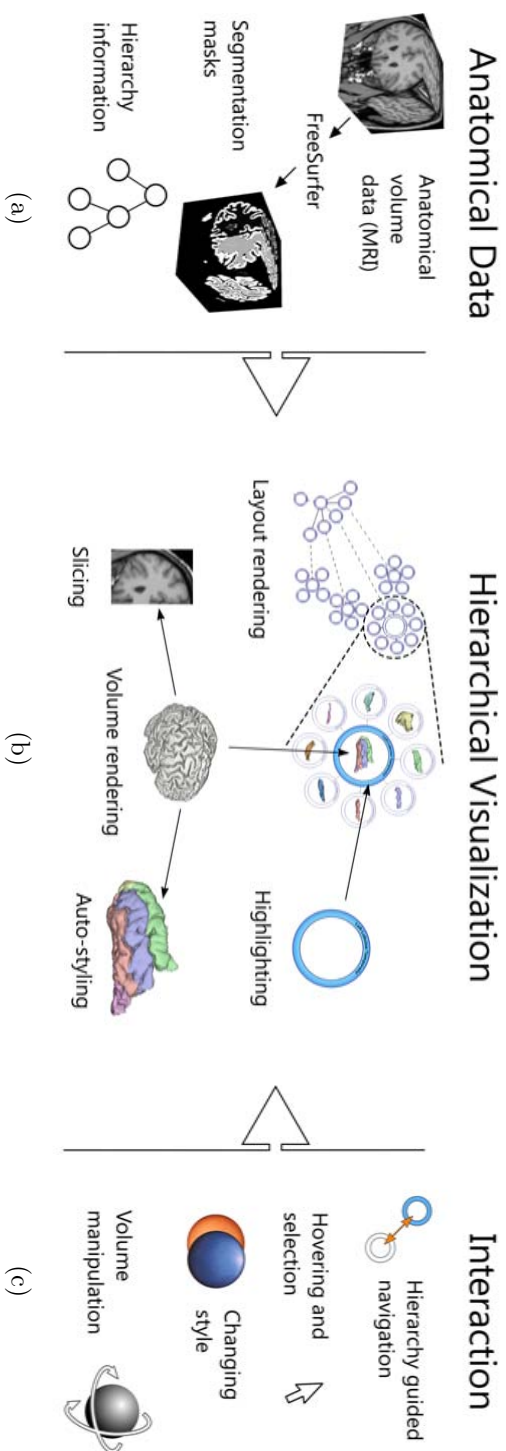 Anatomical Data
Anatomical
volume
data (MRI)
FreeSurfer
Segmentation
masks
Hierarchy
information
(a)
Hierarchical Visualization
Layout rendering
Highlighting
Volume rendering
Slicing
Auto-styling
(b)
Interaction
Hierarchy guided
navigation
Hovering and
selection
Changing
style
Volume
manipulation
(c)